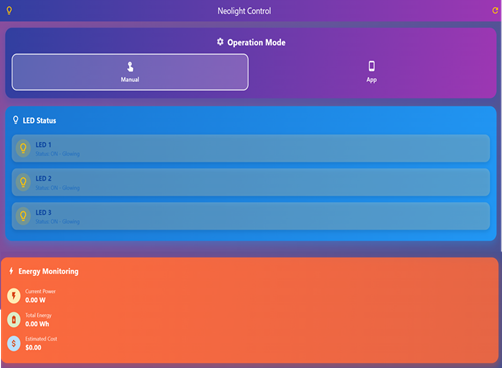 Neolight Control
Operation Mode
Manual
App
LED Status
LED 1
Status: ON - Glowing
LED 2
Status: ON - Glowing
LED 3
Status: ON - Glowing
Energy Monitoring
Current Power
0.00 W
Total Energy
0.00 Wh
Estimated Cost
$0.00